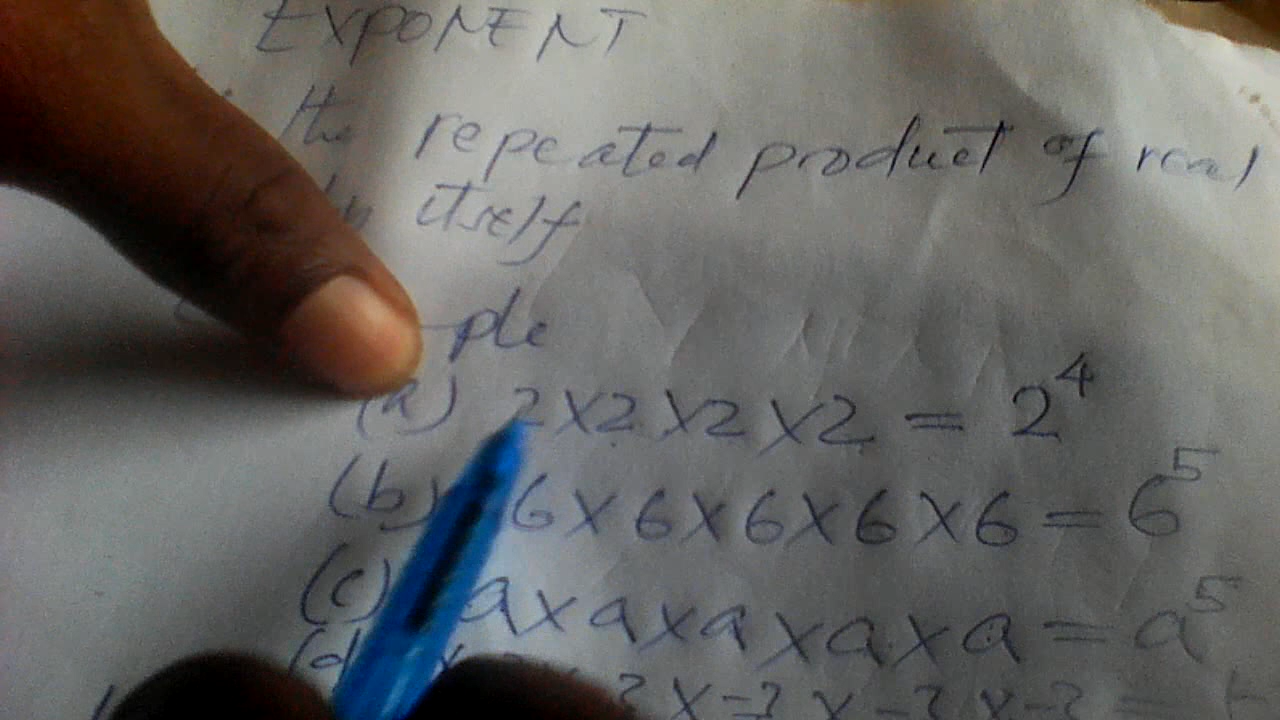 EXPONENT
the repeated product of real
itself
ple
(a) 2 x 2 x 2 x 2 = 2⁴
(b) 6 x 6 x 6 x 6 x 6 = 6⁵
(c) a x a x a x a x a = a⁵
(d)